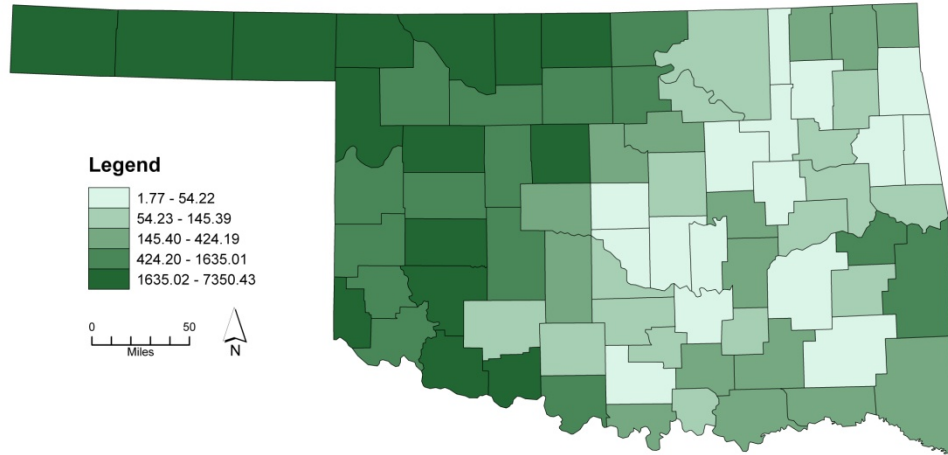 Legend
1.77 - 54.22
54.23 - 145.39
145.40 - 424.19
424.20 - 1635.01
1635.02 - 7350.43
0 50
Miles
N